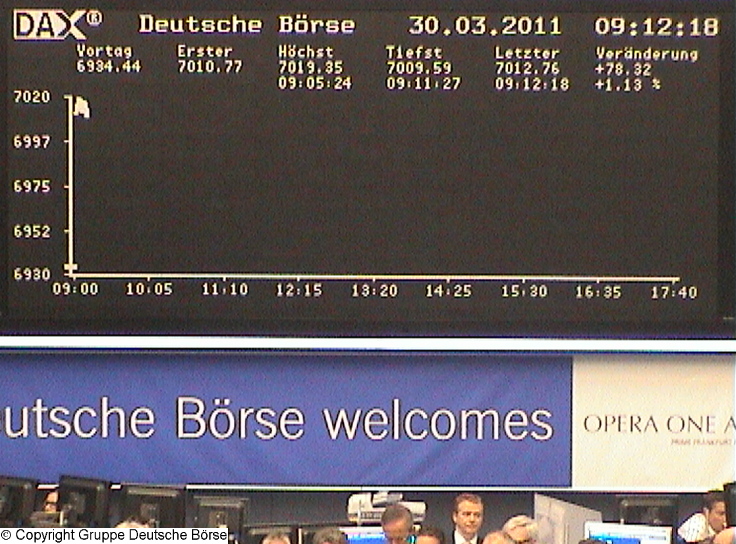 DAX® Deutsche Börse 30.03.2011 09:12:18
Vortag Erster Höchst Tiefst Letzter Veränderung
6934.44 7010.77 7019.35 7009.59 7012.76 +78.32
09:05:24 09:11:27 09:12:18 +1.13 %
7020
6997
6975
6952
6930
09:00 10:05 11:10 12:15 13:20 14:25 15:30 16:35 17:40
eutsche Börse welcomes
OPERA ONE A
PRIME FRANKFURT
© Copyright Gruppe Deutsche Börse